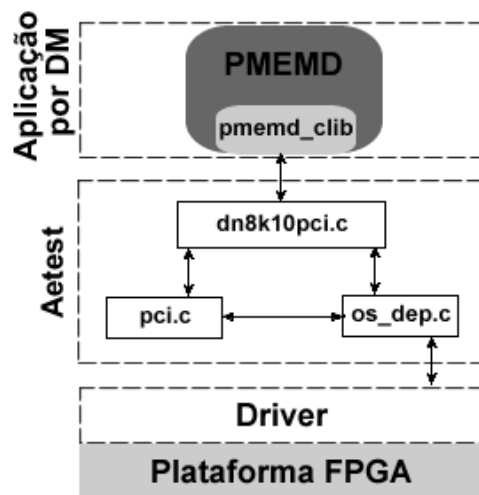 Aplicação
por DM
PMEMD
pmemd_clib
Aetest
dn8k10pci.c
pci.c
os_dep.c
Driver
Plataforma FPGA